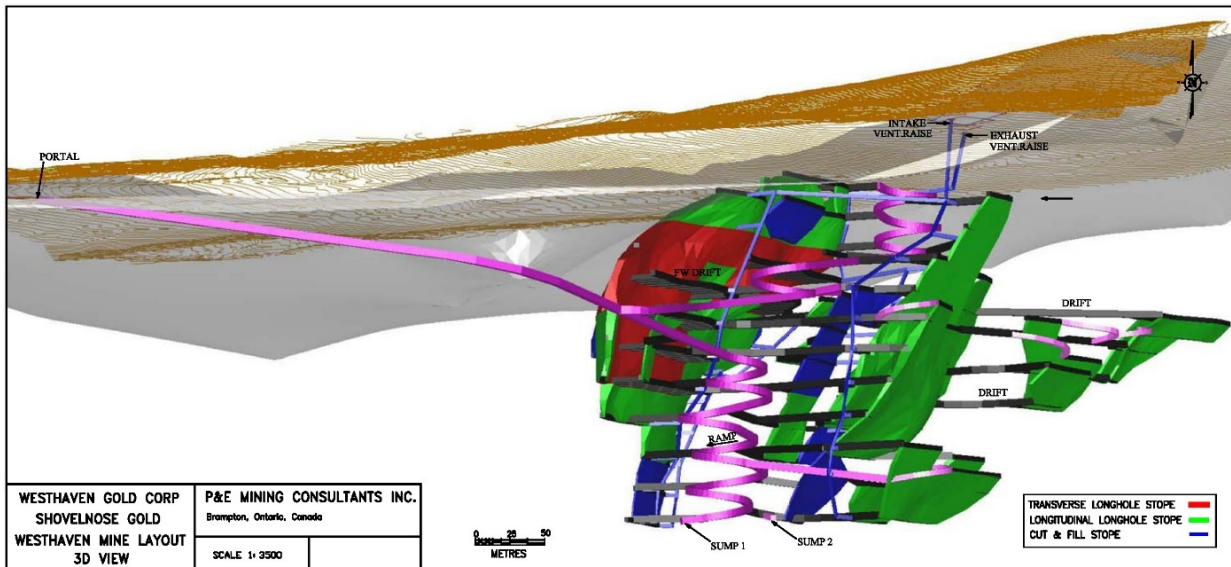 INTAKE
VENT.RAISE
EXHAUST
VENT.RAISE
N
PORTAL
FW DRIFT
DRIFT
DRIFT
RAMP
SUMP 1
SUMP 2
WESTHAVEN GOLD CORP
SHOVELNOSE GOLD
WESTHAVEN MINE LAYOUT
3D VIEW
P&E MINING CONSULTANTS INC.
Brampton, Ontario, Canada
SCALE 1:3500
0 25 50
METRES
TRANSVERSE LONGHOLE STOPE
LONGITUDINAL LONGHOLE STOPE
CUT & FILL STOPE